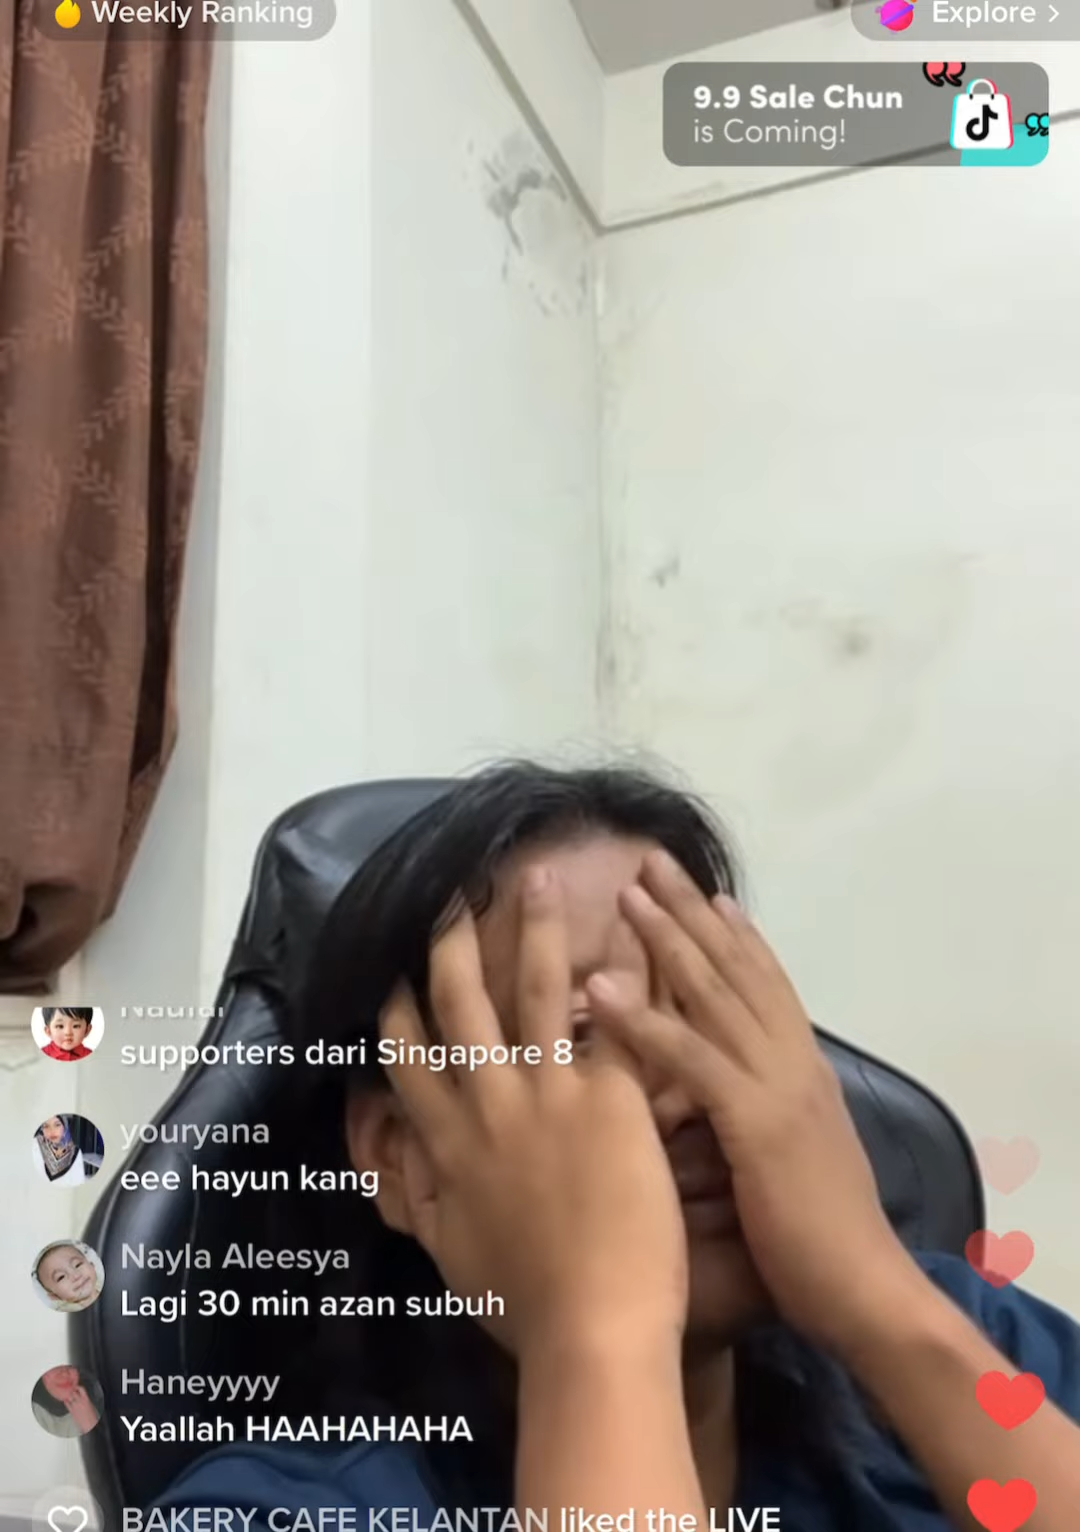 Weekly Ranking
Explore >
9.9 Sale Chun
is Coming!
supporters dari Singapore 8
youryana
eee hayun kang
Nayla Aleesya
Lagi 30 min azan subuh
Haneyyyy
Yaallah HAAHAHAHA
BAKERY CAFE KELANTAN liked the LIVE